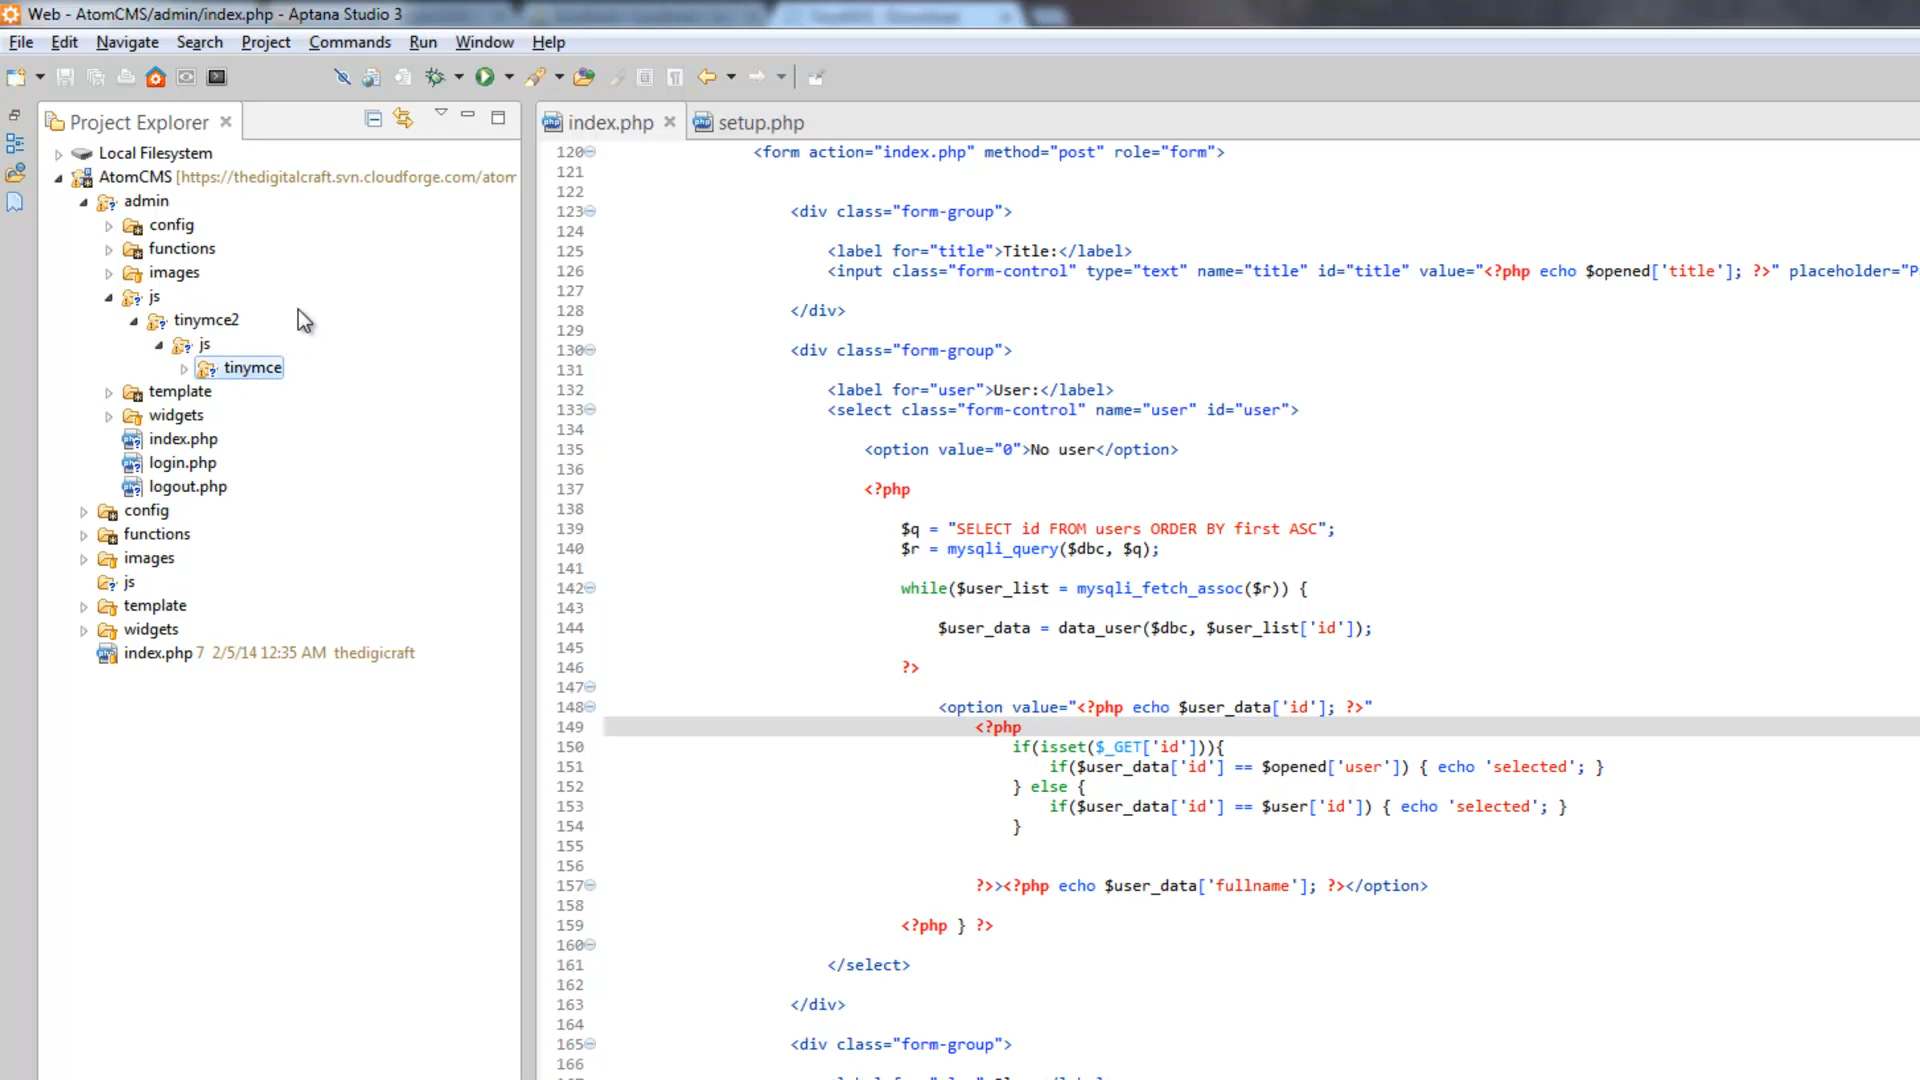 Web - AtomCMS/admin/index.php - Aptana Studio 3
File Edit Navigate Search Project Commands Run Window Help
Project Explorer
index.php setup.php
Local Filesystem
AtomCMS [https://thedigitalcraft.svn.cloudforge.com/atom
admin
config
functions
images
js
tinymce2
js
tinymce
template
widgets
index.php
login.php
logout.php
config
functions
images
js
template
widgets
index.php 7 2/5/14 12:35 AM thedigicraft
120 <form action="index.php" method="post" role="form">
121
122
123 <div class="form-group">
124
125 <label for="title">Title:</label>
126 <input class="form-control" type="text" name="title" id="title" value="<?php echo $opened['title']; ?>" placeholder="P
127
128 </div>
129
130 <div class="form-group">
131
132 <label for="user">User:</label>
133 <select class="form-control" name="user" id="user">
134
135 <option value="0">No user</option>
136
137 <?php
138
139 $q = "SELECT id FROM users ORDER BY first ASC";
140 $r = mysqli_query($dbc, $q);
141
142 while($user_list = mysqli_fetch_assoc($r)) {
143
144 $user_data = data_user($dbc, $user_list['id']);
145
146 ?>
147
148 <option value="<?php echo $user_data['id']; ?>"
149 <?php
150 if(isset($_GET['id'])){
151 if($user_data['id'] == $opened['user']) { echo 'selected'; }
152 } else {
153 if($user_data['id'] == $user['id']) { echo 'selected'; }
154 }
155
156
157 ?>><?php echo $user_data['fullname']; ?></option>
158
159 <?php } ?>
160
161 </select>
162
163 </div>
164
165 <div class="form-group">
166